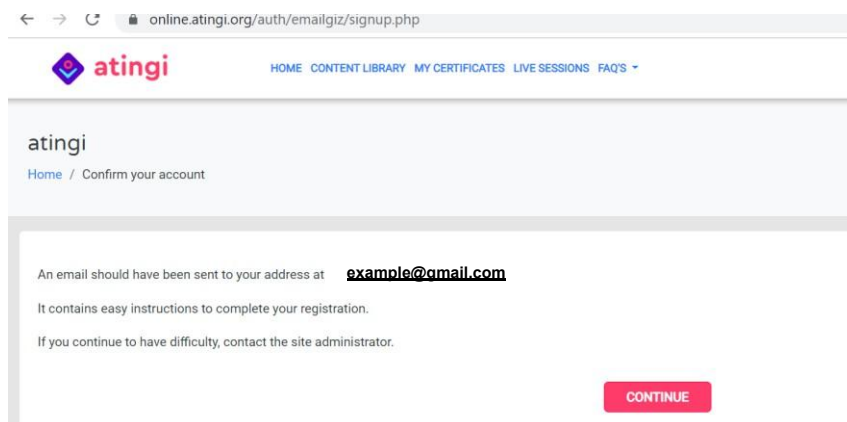 online.atingi.org/auth/emailgiz/signup.php
atingi HOME CONTENT LIBRARY MY CERTIFICATES LIVE SESSIONS FAQ'S
atingi
Home / Confirm your account
An email should have been sent to your address at example@gmail.com
It contains easy instructions to complete your registration.
If you continue to have difficulty, contact the site administrator.
CONTINUE